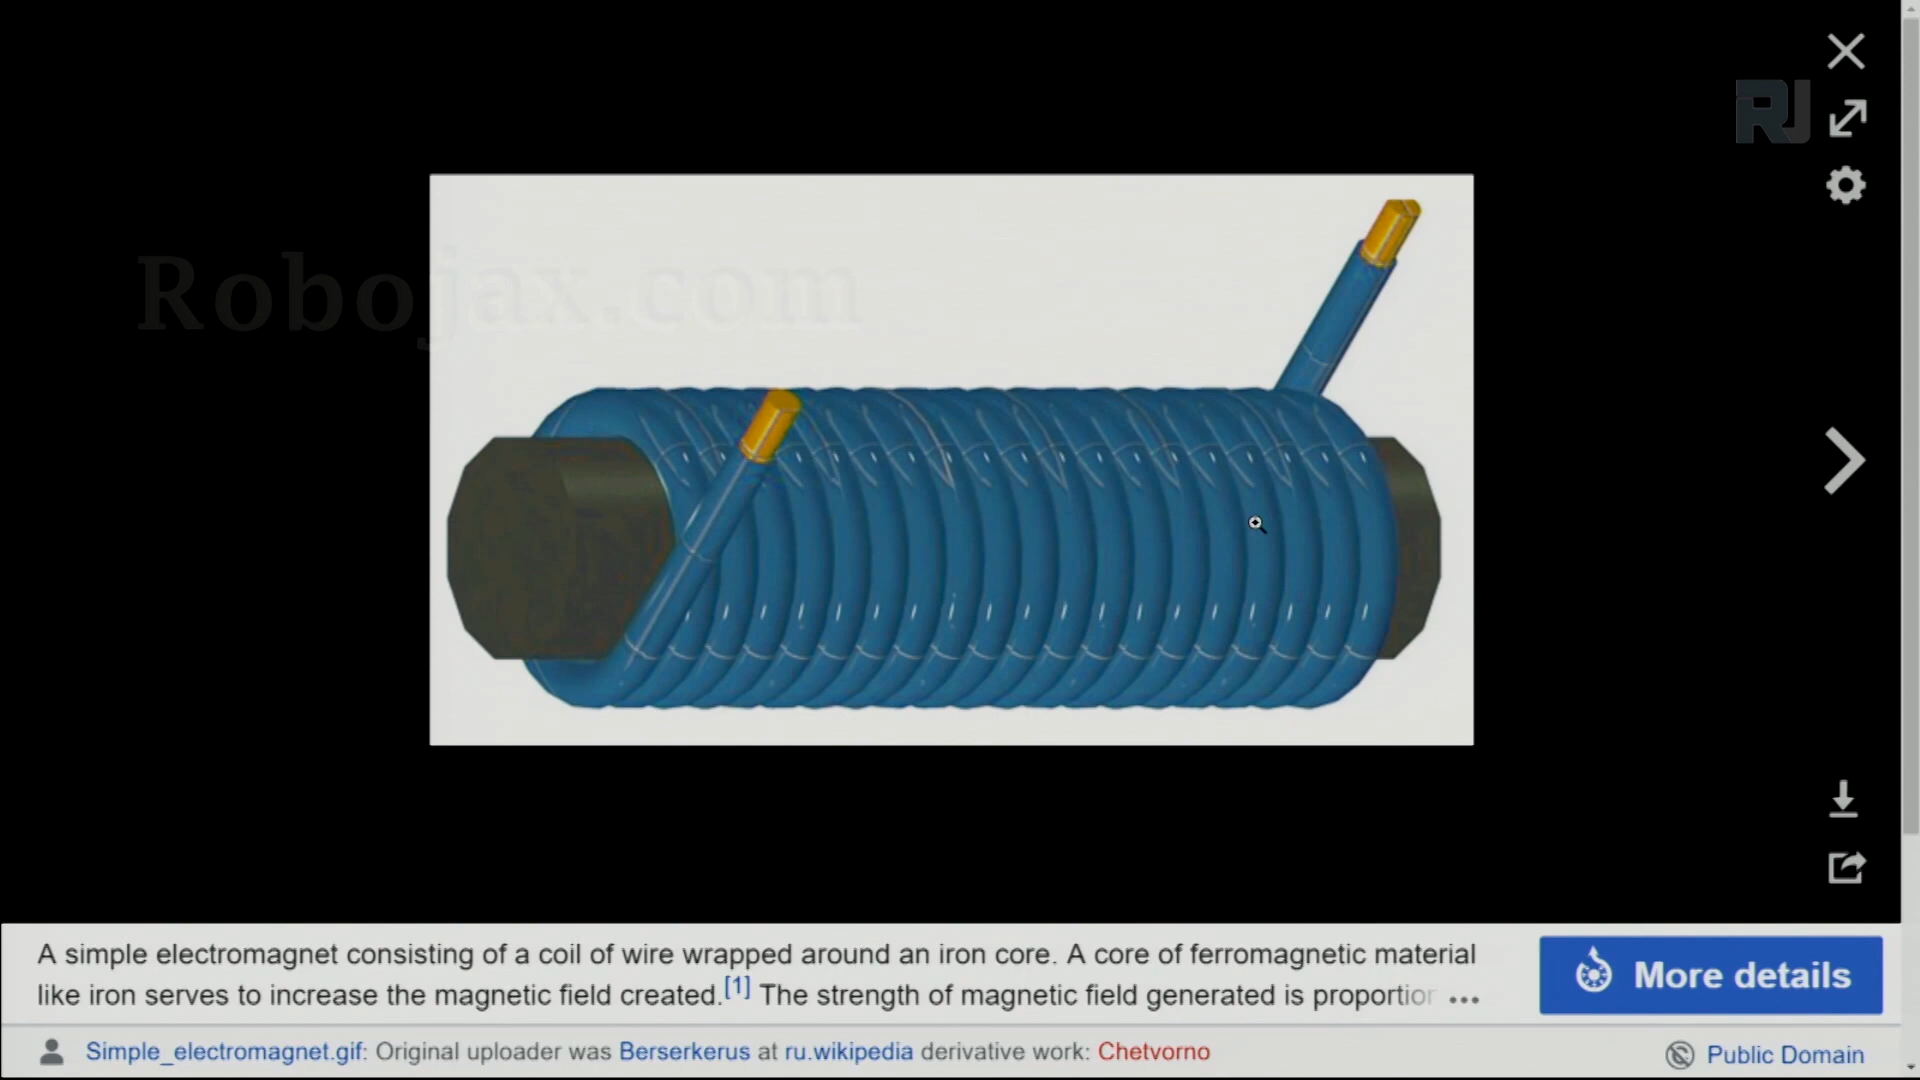 RJ
Robojax.com
A simple electromagnet consisting of a coil of wire wrapped around an iron core. A core of ferromagnetic material
like iron serves to increase the magnetic field created.[1] The strength of magnetic field generated is proportior ...
More details
Simple_electromagnet.gif: Original uploader was Berserkerus at ru.wikipedia derivative work: Chetvorno
Public Domain